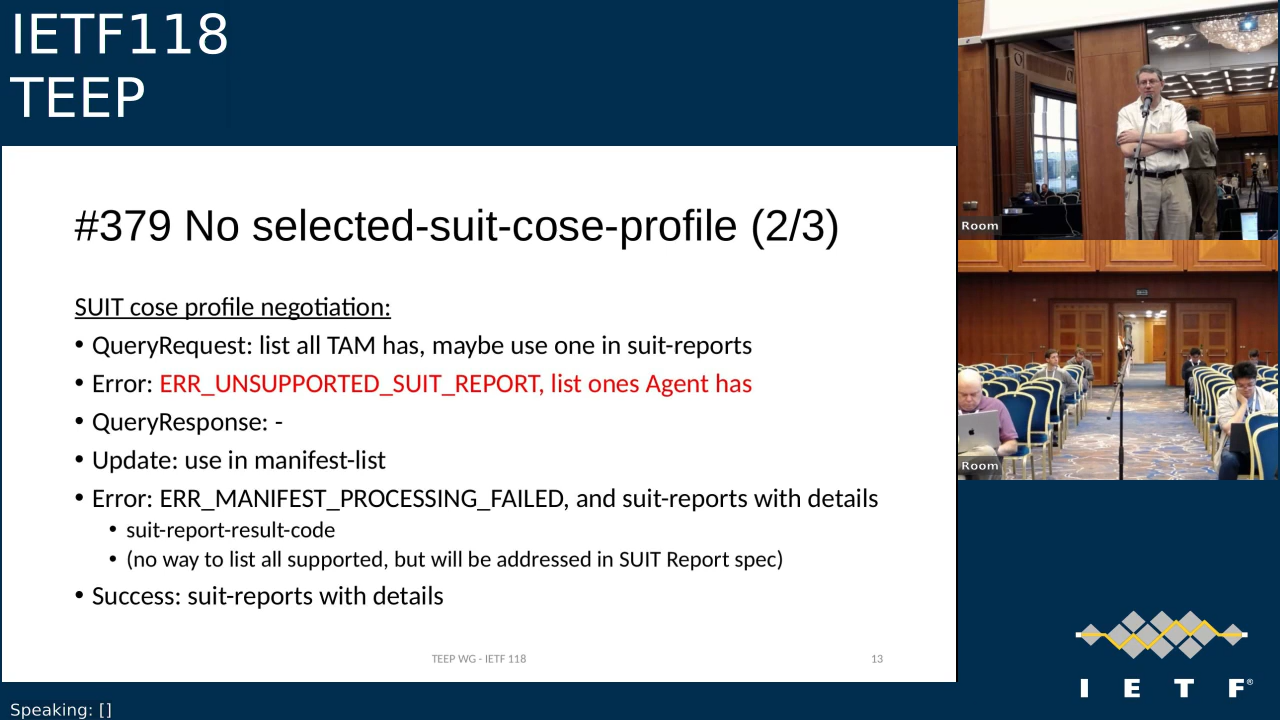 IETF118
TEEP
#379 No selected-suit-cose-profile (2/3)
SUIT cose profile negotiation:
• QueryRequest: list all TAM has, maybe use one in suit-reports
• Error: ERR_UNSUPPORTED_SUIT_REPORT, list ones Agent has
• QueryResponse: -
• Update: use in manifest-list
• Error: ERR_MANIFEST_PROCESSING_FAILED, and suit-reports with details
• suit-report-result-code
• (no way to list all supported, but will be addressed in SUIT Report spec)
• Success: suit-reports with details
TEEP WG - IETF 118
13
Room
Room
I E T F®
Speaking: []